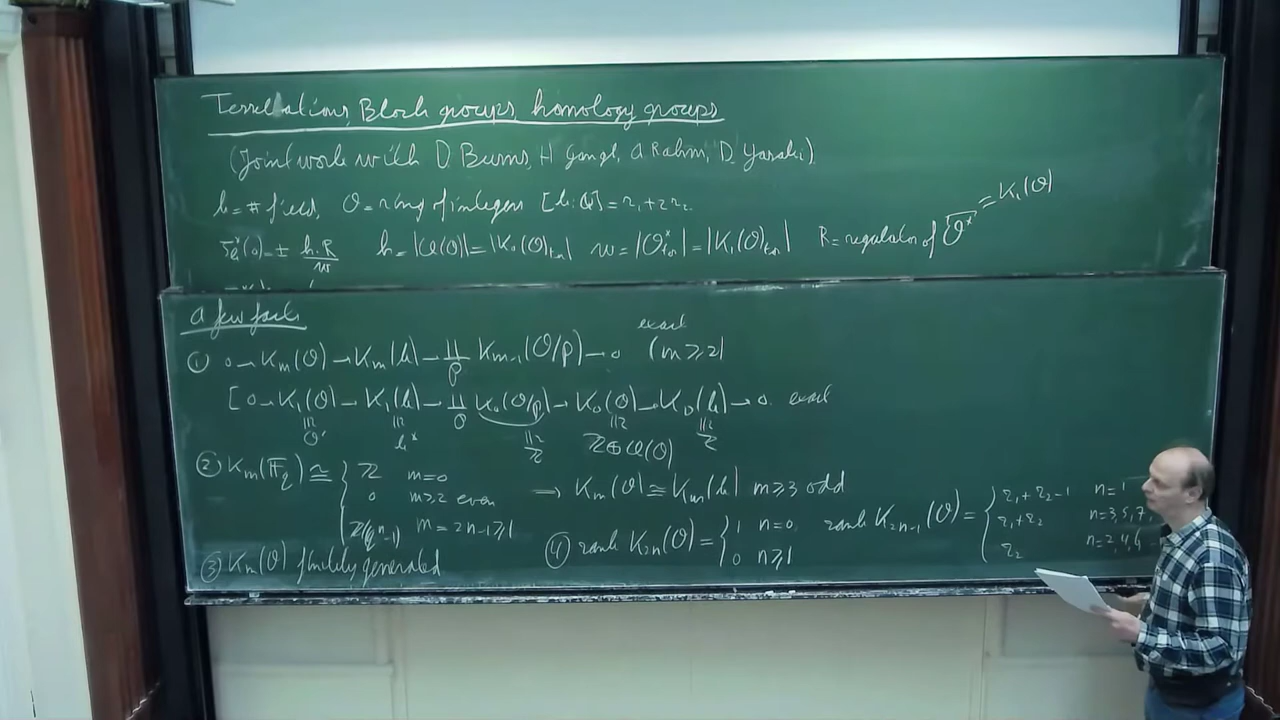 Tessellations, Bloch groups, homology groups
(Joint work with D. Burns, H. Gangl, A. Rahm, D. Yasaki)
k = # field, O = ring of integers [k:Q] = r₁ + 2r₂
ζ*ₖ(0) = ± h·R/w h = |Cl(O)| = |K₀(O)tor| w = |O*tor| = |K₁(O)tor| R = regulator of O* = K₁(O)
A few facts
① 0 → Kₘ(O) → Kₘ(k) → ∐_P Kₘ₋₁(O/P) → 0 exact (m ≥ 2)
[0 → K₁(O) → K₁(k) → ∐_P K₀(O/P) → K₀(O) → K₀(k) → 0 exact
O* k* Z Z⊕Cl(O) Z
② Kₘ(F_q) ≅ { Z m=0
0 m≥2 even
Z/(qⁿ-1) m=2n-1≥1
⇒ Kₘ(O) ≅ Kₘ(k) m≥3 odd
③ Kₘ(O) finitely generated
④ rank K₂ₙ(O) = { 1 n=0
0 n≥1
rank K₂ₙ₋₁(O) = { r₁+r₂-1 n=1
r₁+r₂ n=3,5,7,
r₂ n=2,4,6